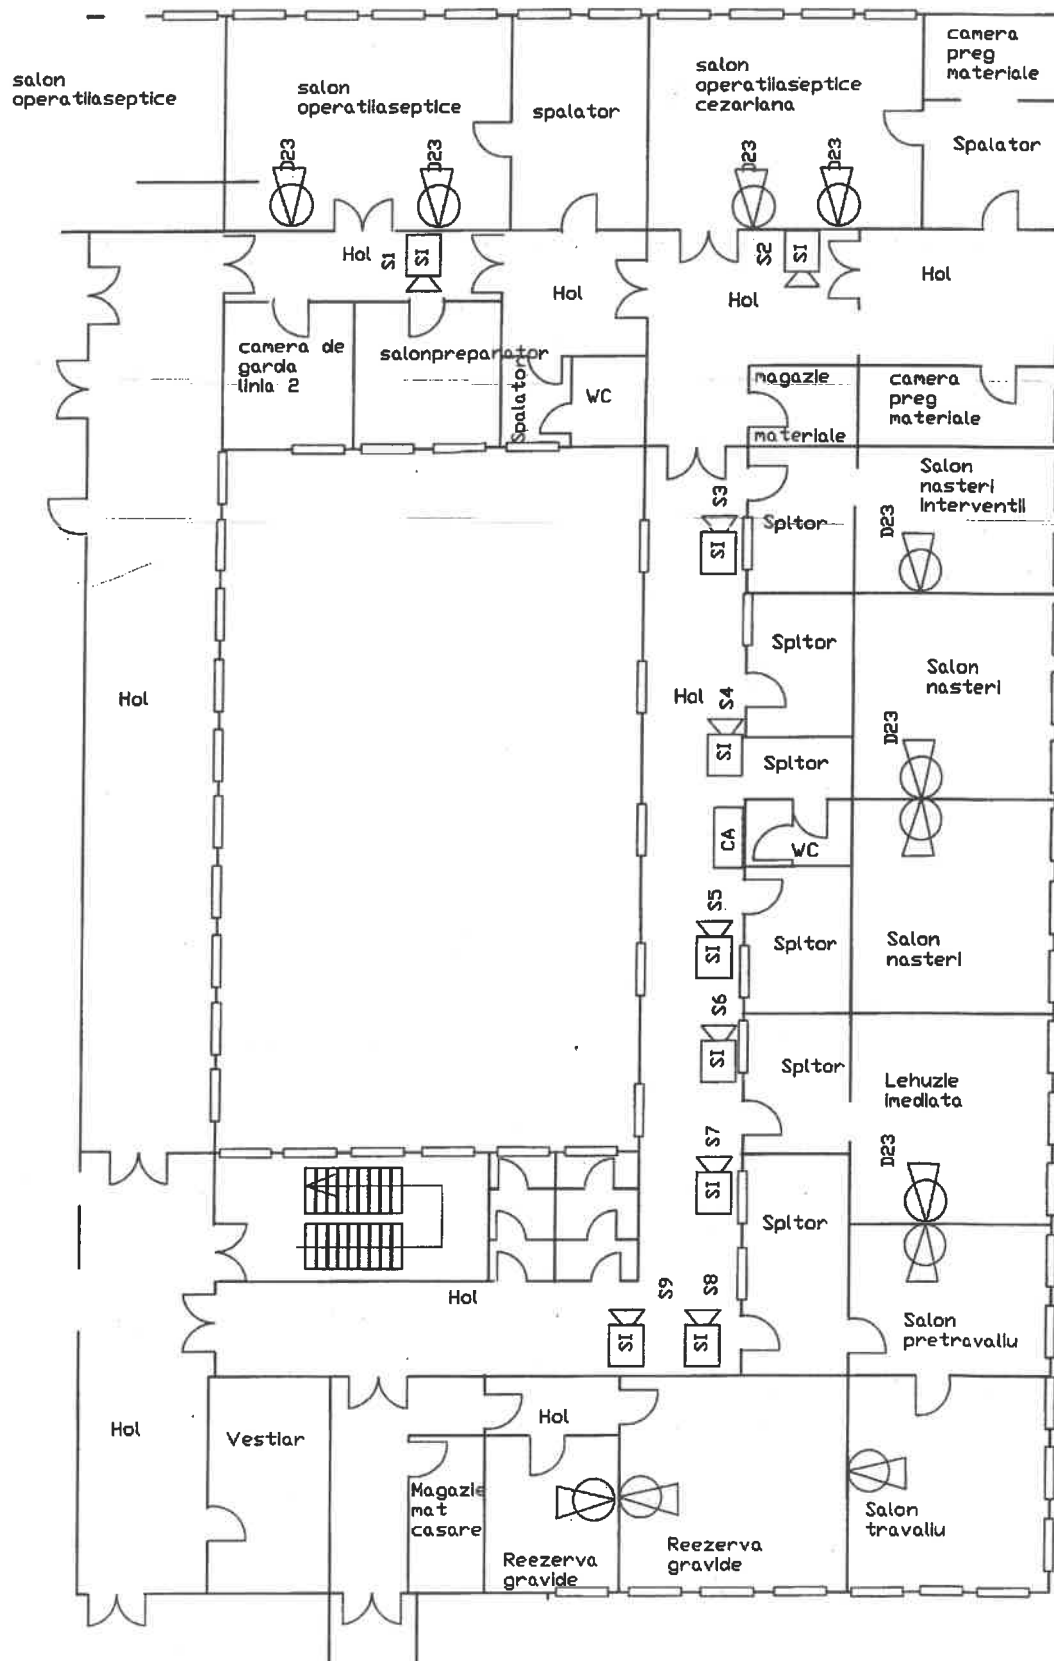 salon
operatiiaseptice
salon
operatiiaseptice
spalator
salon
operatiiaseptice
cezariana
camera
preg
materiale
Spalator
D23
D23
D23
D23
Hol
S1
SI
Hol
S2
SI
Hol
Hol
camera de
garda
linia 2
salonpreparator
Spalator
WC
magazie
materiale
camera
preg
materiale
Salon
nasteri
interventii
S3
SI
Spltor
D23
Spltor
Salon
nasteri
Hol
Hol
S4
SI
Spltor
D23
CA
WC
S5
SI
Spltor
Salon
nasteri
S6
SI
Spltor
Lehuzie
imediata
S7
SI
D23
Spltor
Hol
S9
SI
S8
SI
Salon
pretravaliu
Hol
Vestiar
Hol
Magazie
mat
casare
Reezerva
gravide
Reezerva
gravide
Salon
travaliu